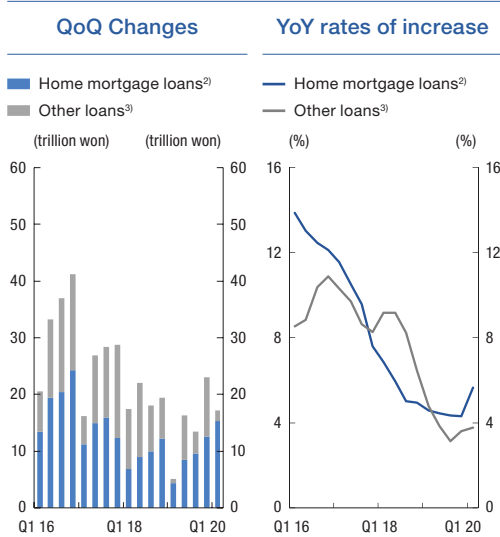 QoQ Changes
Home mortgage loans2)
Other loans3)
(trillion won) (trillion won)
60 60
50 50
40 40
30 30
20 20
10 10
0 0
Q1 16 Q1 18 Q1 20
YoY rates of increase
Home mortgage loans2)
Other loans3)
(%) (%)
16 16
12 12
8 8
4 4
0 0
Q1 16 Q1 18 Q1 20